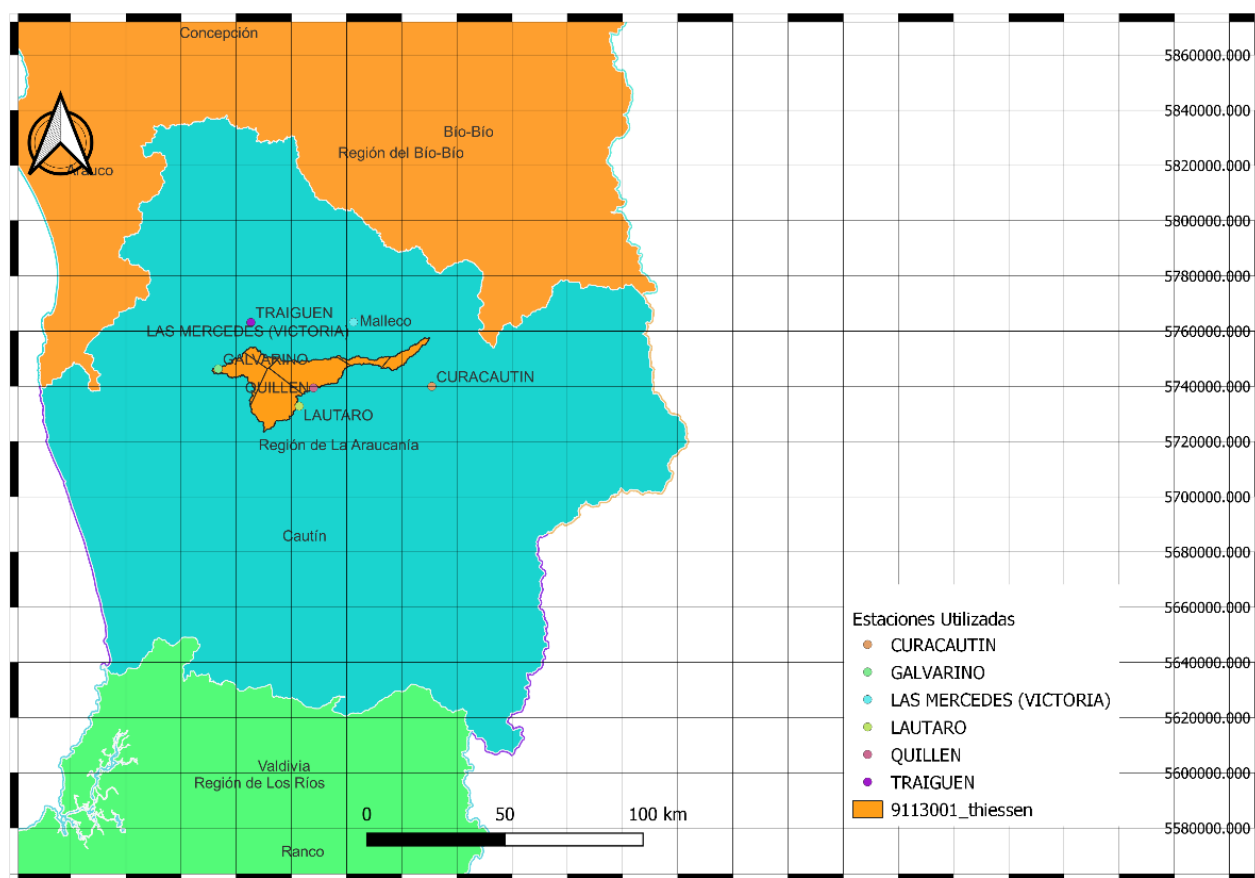 Concepción
5860000.000
5840000.000
Bío-Bío
Región del Bío-Bío
Arauco
5820000.000
5800000.000
5780000.000
TRAIGUEN
Malleco
LAS MERCEDES (VICTORIA)
5760000.000
GALVARINO
CURACAUTIN
QUILLEN
5740000.000
LAUTARO
Región de La Araucanía
5720000.000
5700000.000
Cautín
5680000.000
5660000.000
Estaciones Utilizadas
CURACAUTIN
5640000.000
GALVARINO
LAS MERCEDES (VICTORIA)
5620000.000
LAUTARO
QUILLEN
Valdivia
5600000.000
Región de Los Ríos
TRAIGUEN
9113001_thiessen
0 50 100 km
5580000.000
Ranco